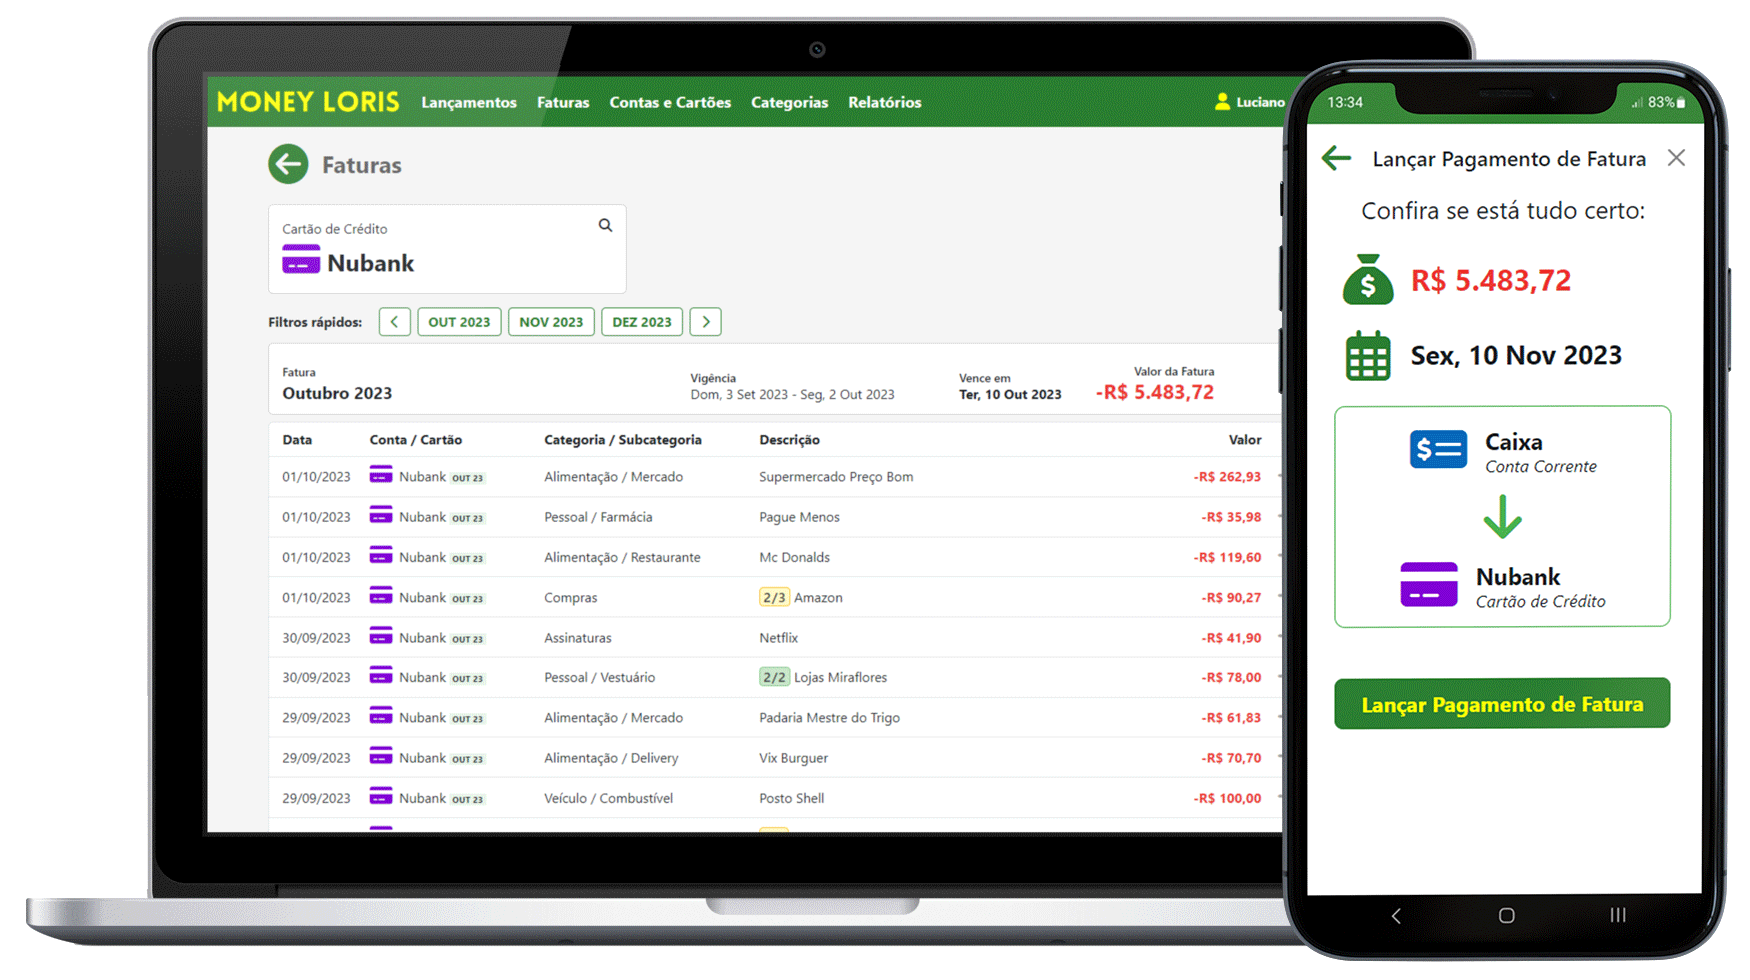 MONEY LORIS Lançamentos Faturas Contas e Cartões Categorias Relatórios Luciano
Faturas
Cartão de Crédito
Nubank
Filtros rápidos: OUT 2023 NOV 2023 DEZ 2023
Fatura Vigência Vence em Valor da Fatura
Outubro 2023 Dom, 3 Set 2023 - Seg, 2 Out 2023 Ter, 10 Out 2023 -R$ 5.483,72
Data Conta / Cartão Categoria / Subcategoria Descrição Valor
01/10/2023 Nubank OUT 23 Alimentação / Mercado Supermercado Preço Bom -R$ 262,93
01/10/2023 Nubank OUT 23 Pessoal / Farmácia Pague Menos -R$ 35,98
01/10/2023 Nubank OUT 23 Alimentação / Restaurante Mc Donalds -R$ 119,60
01/10/2023 Nubank OUT 23 Compras 2/3 Amazon -R$ 90,27
30/09/2023 Nubank OUT 23 Assinaturas Netflix -R$ 41,90
30/09/2023 Nubank OUT 23 Pessoal / Vestuário 2/2 Lojas Miraflores -R$ 78,00
29/09/2023 Nubank OUT 23 Alimentação / Mercado Padaria Mestre do Trigo -R$ 61,83
29/09/2023 Nubank OUT 23 Alimentação / Delivery Vix Burguer -R$ 70,70
29/09/2023 Nubank OUT 23 Veículo / Combustível Posto Shell -R$ 100,00
13:34 83%
Lançar Pagamento de Fatura
Confira se está tudo certo:
R$ 5.483,72
Sex, 10 Nov 2023
Caixa
Conta Corrente
Nubank
Cartão de Crédito
Lançar Pagamento de Fatura